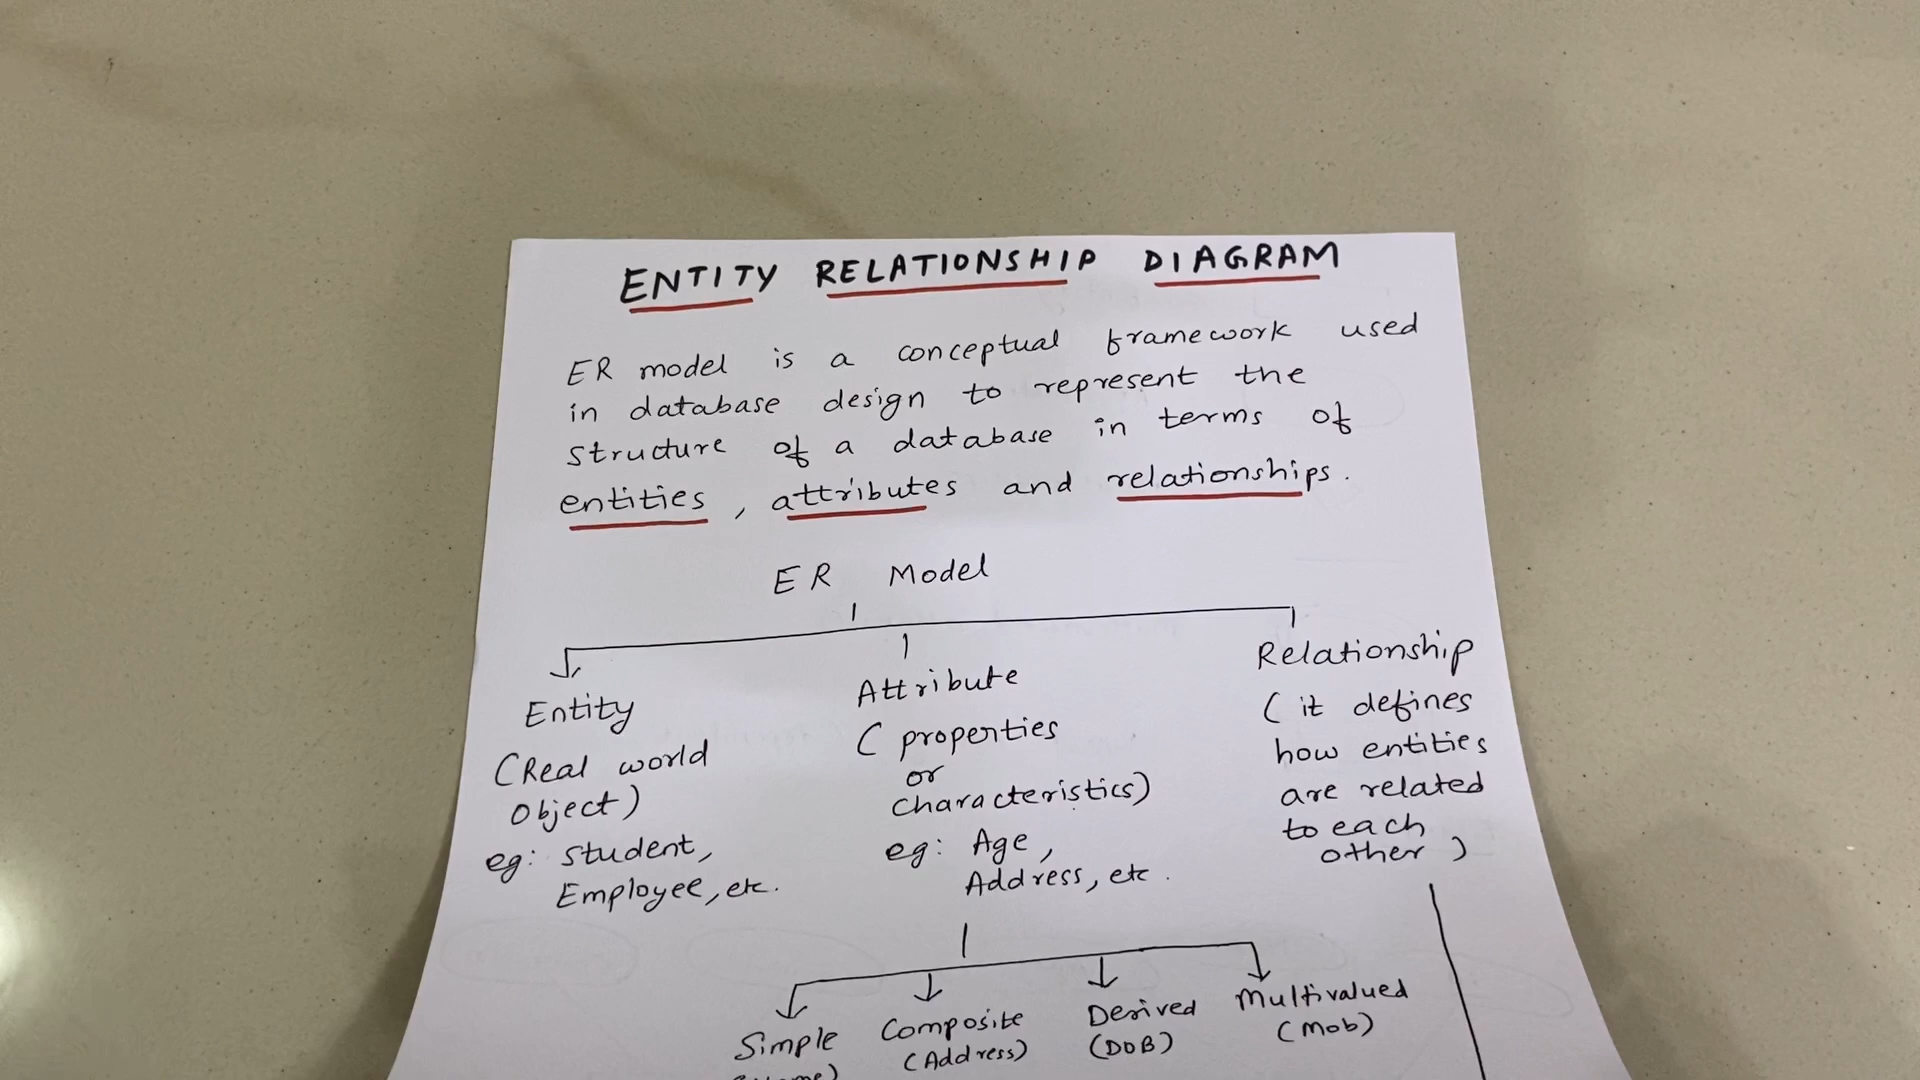 ENTITY RELATIONSHIP DIAGRAM
ER model is a conceptual framework used
in database design to represent the
structure of a database in terms of
entities, attributes and relationships.
ER Model
Entity
(Real world
Object)
eg: student,
Employee, etc.
Attribute
( properties
or
characteristics)
eg: Age,
Address, etc.
Relationship
( it defines
how entities
are related
to each
other )
Simple
Composite
(Address)
Derived
(DOB)
Multivalued
(Mob)